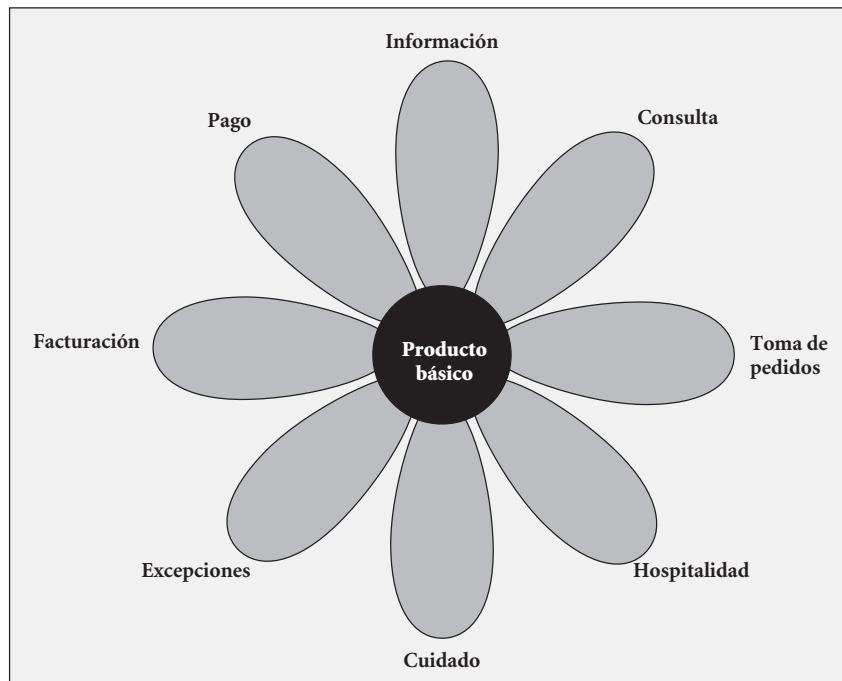 Información
Pago
Consulta
Facturación
Producto
básico
Toma de
pedidos
Excepciones
Hospitalidad
Cuidado